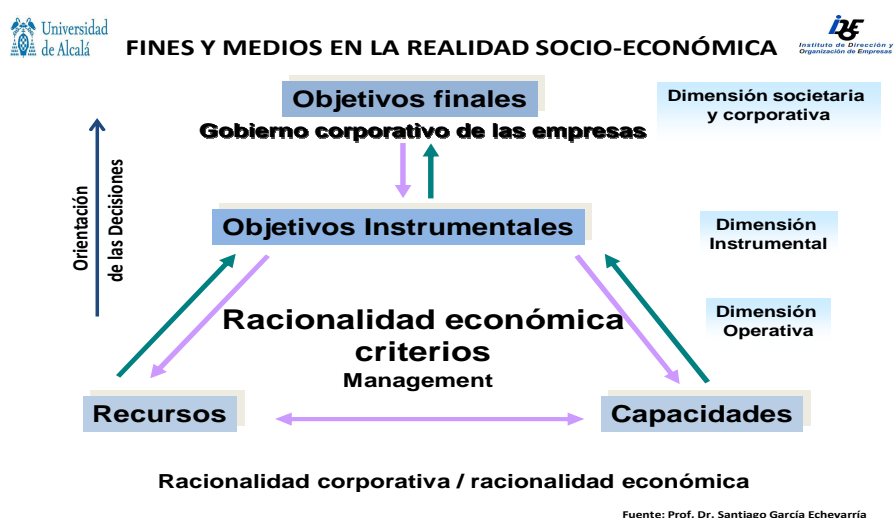 Universidad
de Alcalá
FINES Y MEDIOS EN LA REALIDAD SOCIO-ECONÓMICA
Instituto de Dirección y
Organización de Empresas
Objetivos finales
Gobierno corporativo de las empresas
Dimensión societaria
y corporativa
Orientación
de las Decisiones
Objetivos Instrumentales
Dimensión
Instrumental
Racionalidad económica
criterios
Management
Dimensión
Operativa
Recursos
Capacidades
Racionalidad corporativa / racionalidad económica
Fuente: Prof. Dr. Santiago García Echevarría